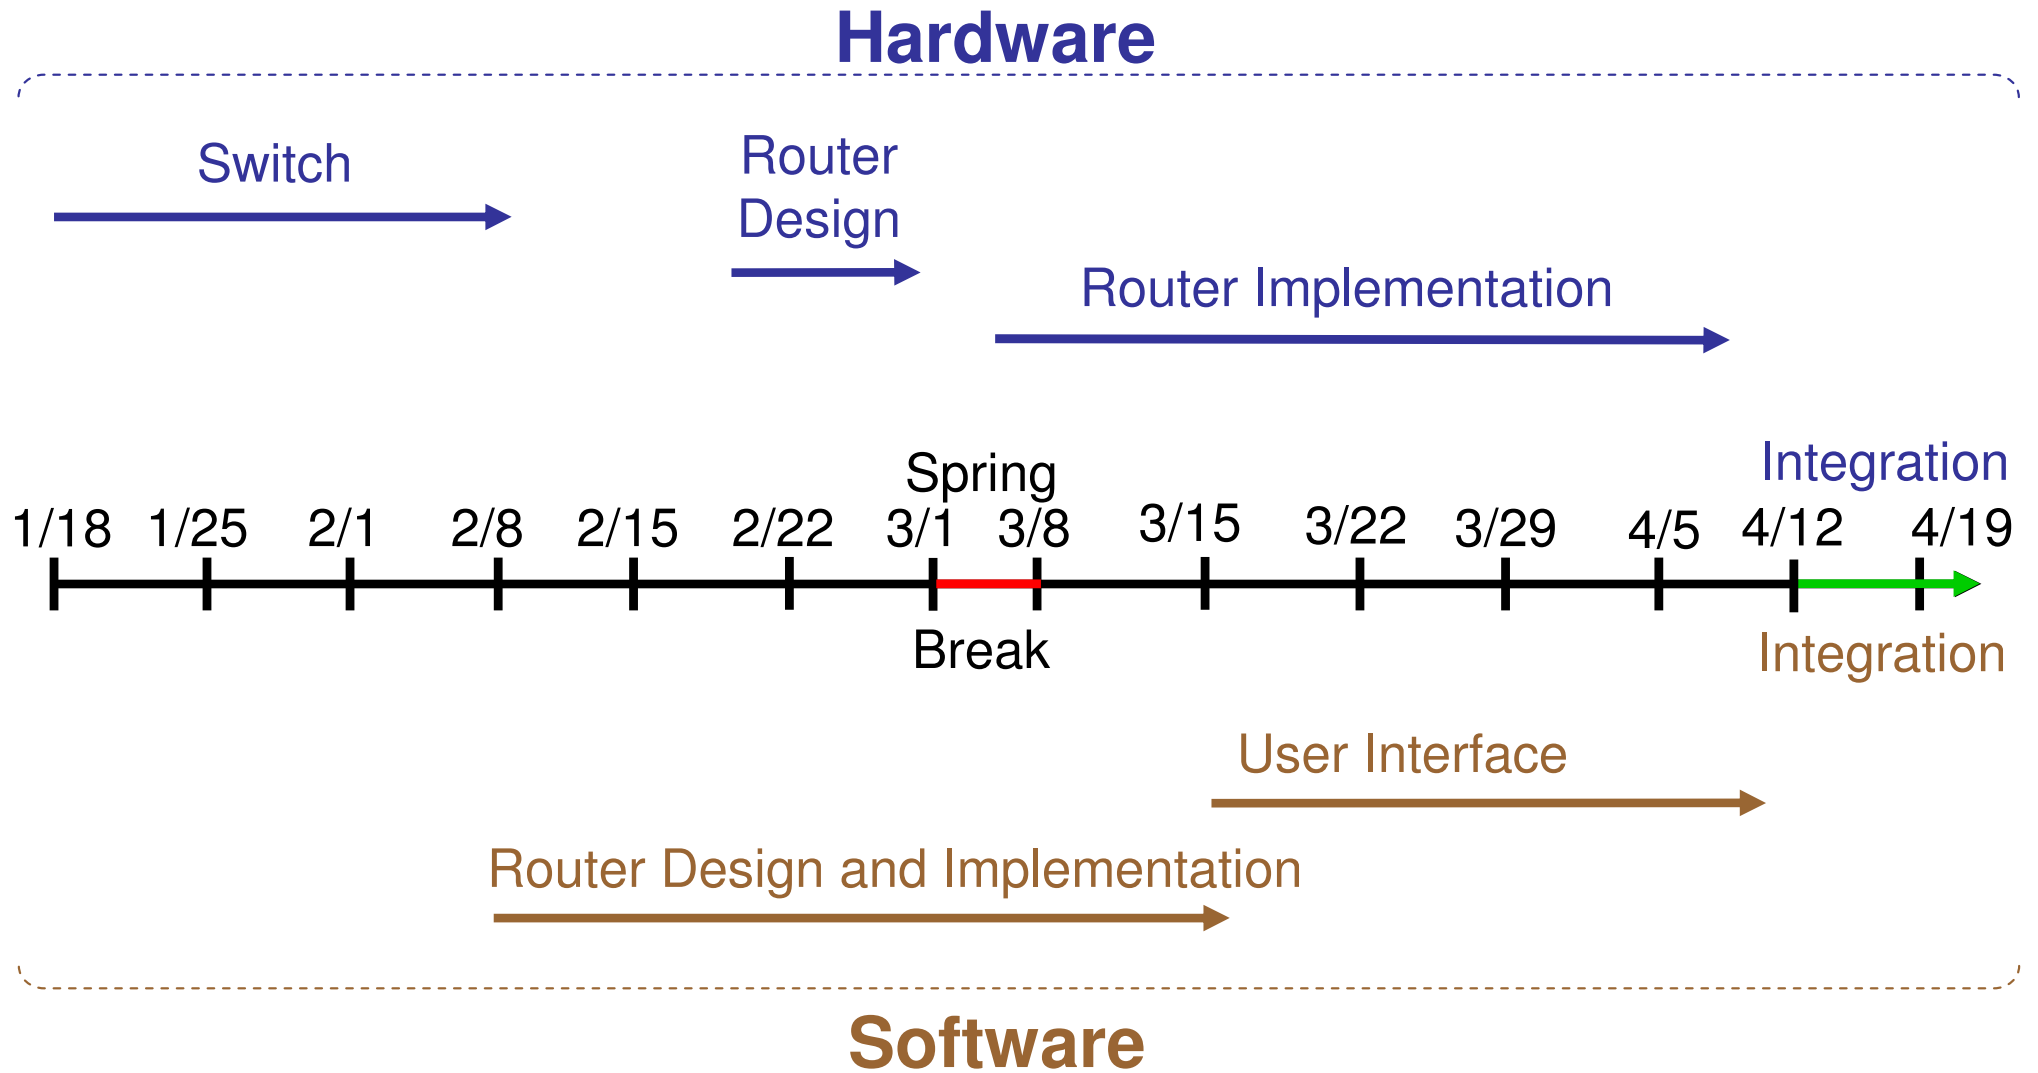 Hardware
Switch
Router
Design
Router Implementation
Integration
Spring
1/18 1/25 2/1 2/8 2/15 2/22 3/1 3/8 3/15 3/22 3/29 4/5 4/12 4/19
Break
Integration
User Interface
Router Design and Implementation
Software